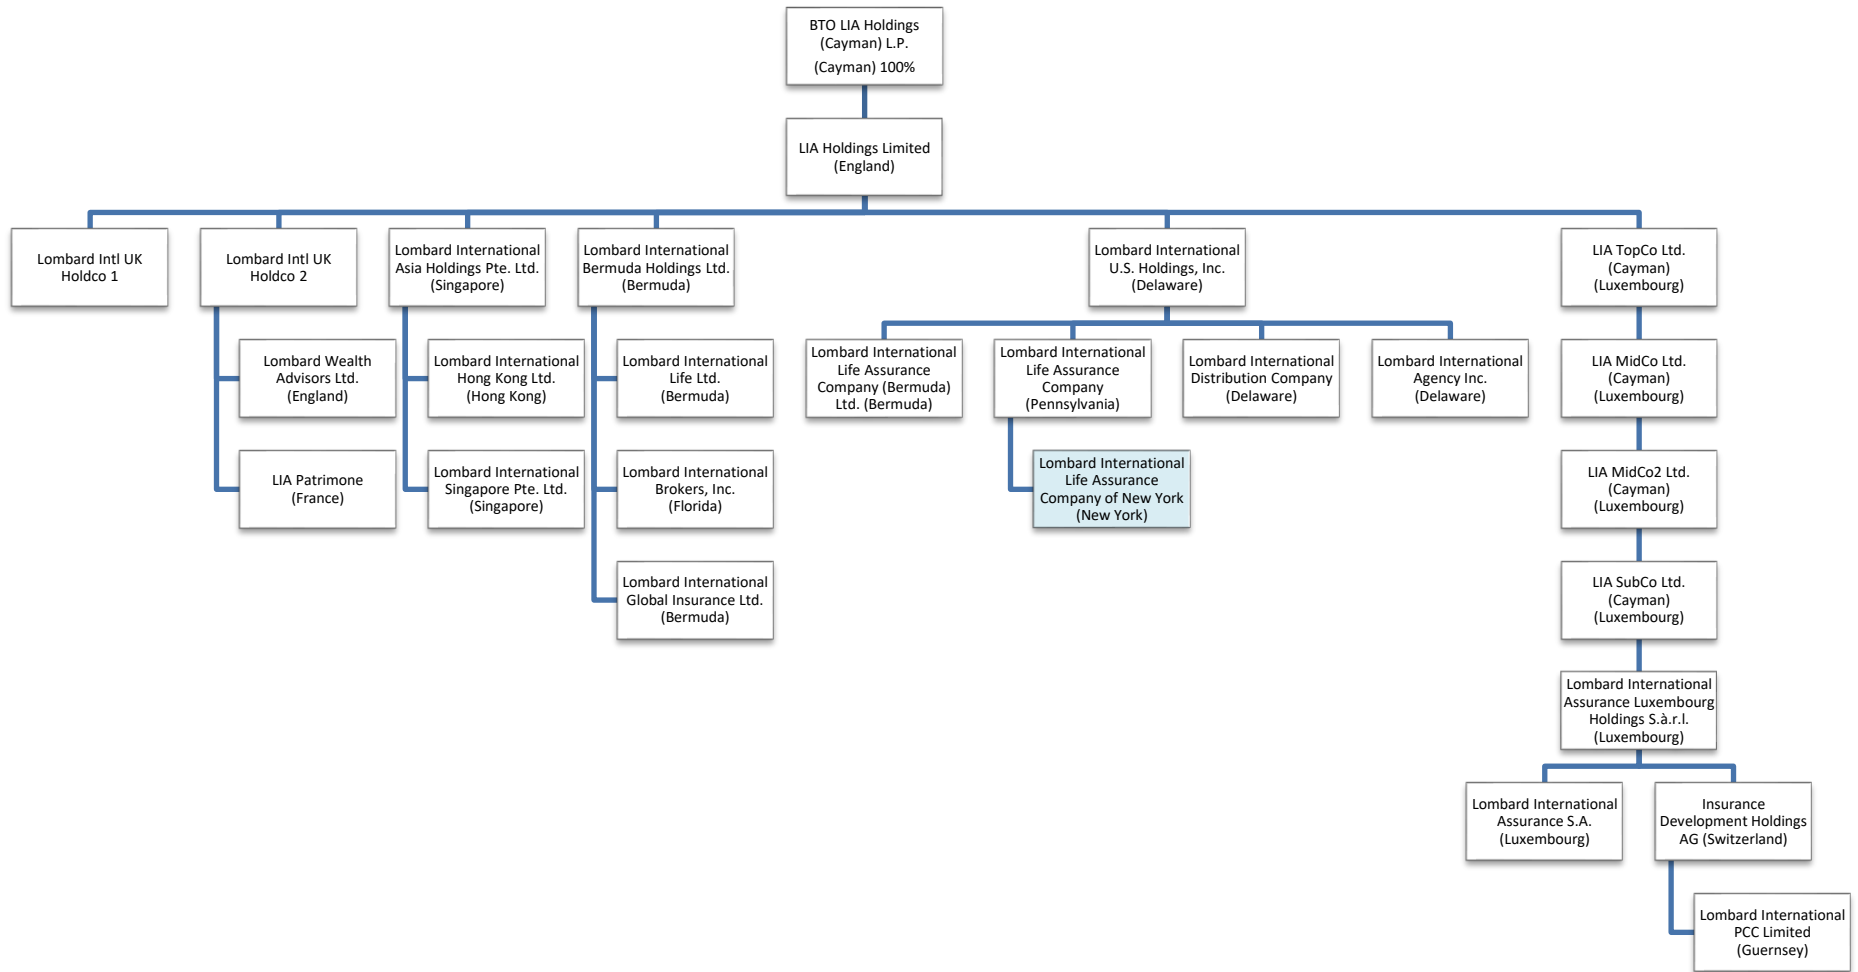 BTO LIA Holdings
(Cayman) L.P.
(Cayman) 100%
LIA Holdings Limited
(England)
Lombard Intl UK
Holdco 1
Lombard Intl UK
Holdco 2
Lombard International
Asia Holdings Pte. Ltd.
(Singapore)
Lombard International
Bermuda Holdings Ltd.
(Bermuda)
Lombard International
U.S. Holdings, Inc.
(Delaware)
LIA TopCo Ltd.
(Cayman)
(Luxembourg)
Lombard Wealth
Advisors Ltd.
(England)
Lombard International
Hong Kong Ltd.
(Hong Kong)
Lombard International
Life Ltd.
(Bermuda)
Lombard International
Life Assurance
Company (Bermuda)
Ltd. (Bermuda)
Lombard International
Life Assurance
Company
(Pennsylvania)
Lombard International
Distribution Company
(Delaware)
Lombard International
Agency Inc.
(Delaware)
LIA MidCo Ltd.
(Cayman)
(Luxembourg)
LIA Patrimone
(France)
Lombard International
Singapore Pte. Ltd.
(Singapore)
Lombard International
Brokers, Inc.
(Florida)
Lombard International
Life Assurance
Company of New York
(New York)
LIA MidCo2 Ltd.
(Cayman)
(Luxembourg)
Lombard International
Global Insurance Ltd.
(Bermuda)
LIA SubCo Ltd.
(Cayman)
(Luxembourg)
Lombard International
Assurance Luxembourg
Holdings S.à.r.l.
(Luxembourg)
Lombard International
Assurance S.A.
(Luxembourg)
Insurance
Development Holdings
AG (Switzerland)
Lombard International
PCC Limited
(Guernsey)